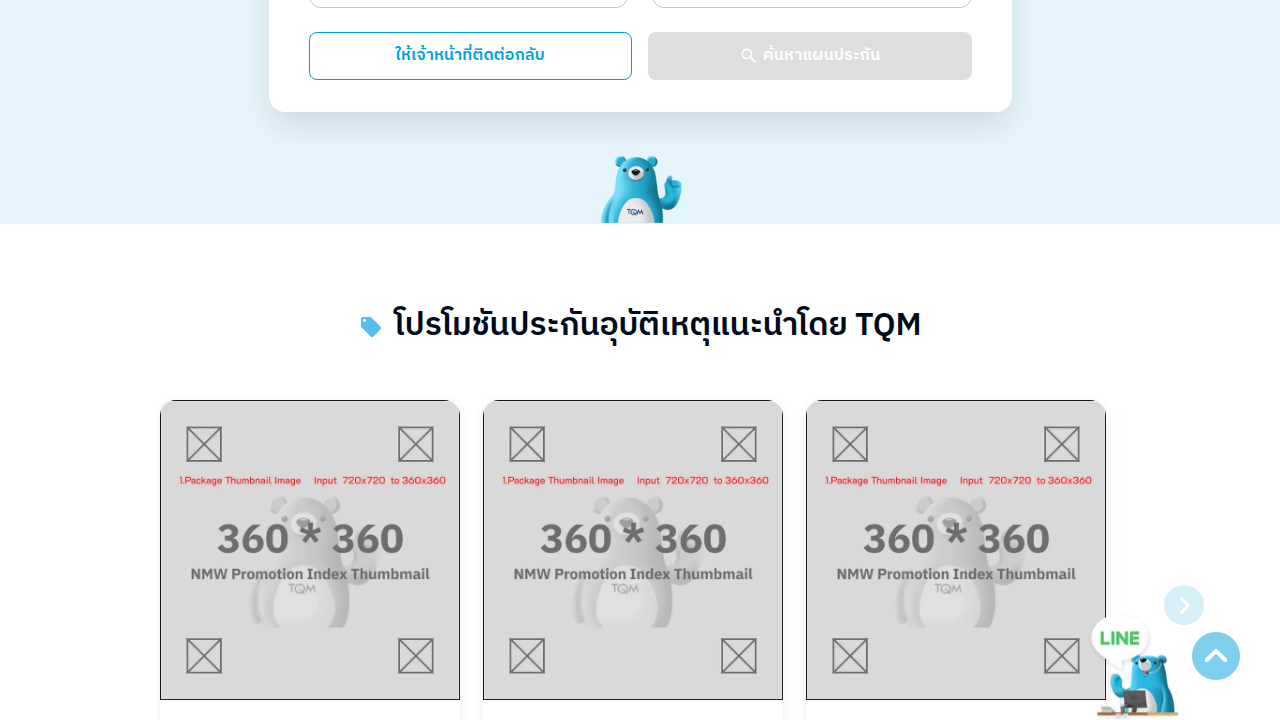 ให้เจ้าหน้าที่ติดต่อกลับ
ค้นหาแผนประกัน
TQM
โปรโมชันประกันอุบัติเหตุแนะนำโดย TQM
1.Package Thumbnail Image Input 720x720 to 360x360
360 * 360
NMW Promotion Index Thumbmail
TQM
1.Package Thumbnail Image Input 720x720 to 360x360
360 * 360
NMW Promotion Index Thumbmail
TQM
1.Package Thumbnail Image Input 720x720 to 360x360
360 * 360
NMW Promotion Index Thumbmail
TQM
LINE